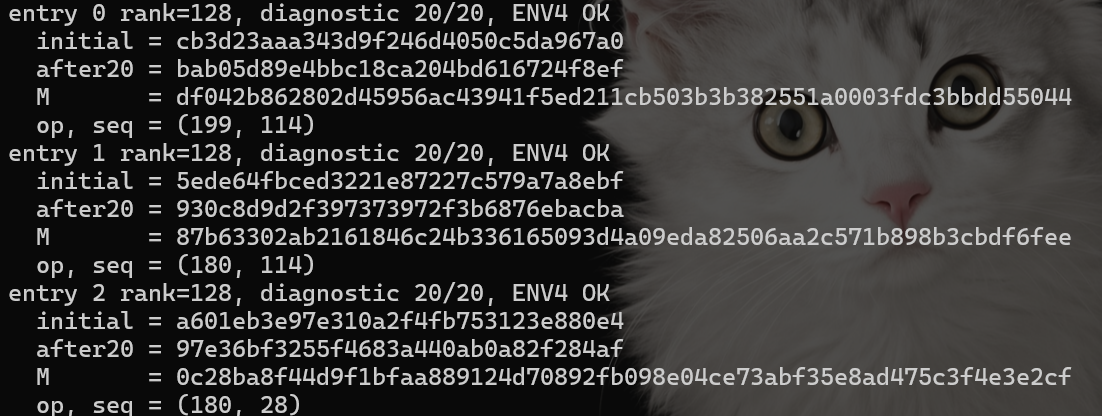 entry 0 rank=128, diagnostic 20/20, ENV4 OK
  initial = cb3d23aaa343d9f246d4050c5da967a0
  after20 = bab05d89e4bbc18ca204bd616724f8ef
  M       = df042b862802d45956ac43941f5ed211cb503b3b382551a0003fdc3bbdd55044
  op, seq = (199, 114)
entry 1 rank=128, diagnostic 20/20, ENV4 OK
  initial = 5ede64fbced3221e87227c579a7a8ebf
  after20 = 930c8d9d2f397373972f3b6876ebacba
  M       = 87b63302ab2161846c24b336165093d4a09eda82506aa2c571b898b3cbdf6fee
  op, seq = (180, 114)
entry 2 rank=128, diagnostic 20/20, ENV4 OK
  initial = a601eb3e97e310a2f4fb753123e880e4
  after20 = 97e36bf3255f4683a440ab0a82f284af
  M       = 0c28ba8f44d9f1bfaa889124d70892fb098e04ce73abf35e8ad475c3f4e3e2cf
  op, seq = (180, 28)